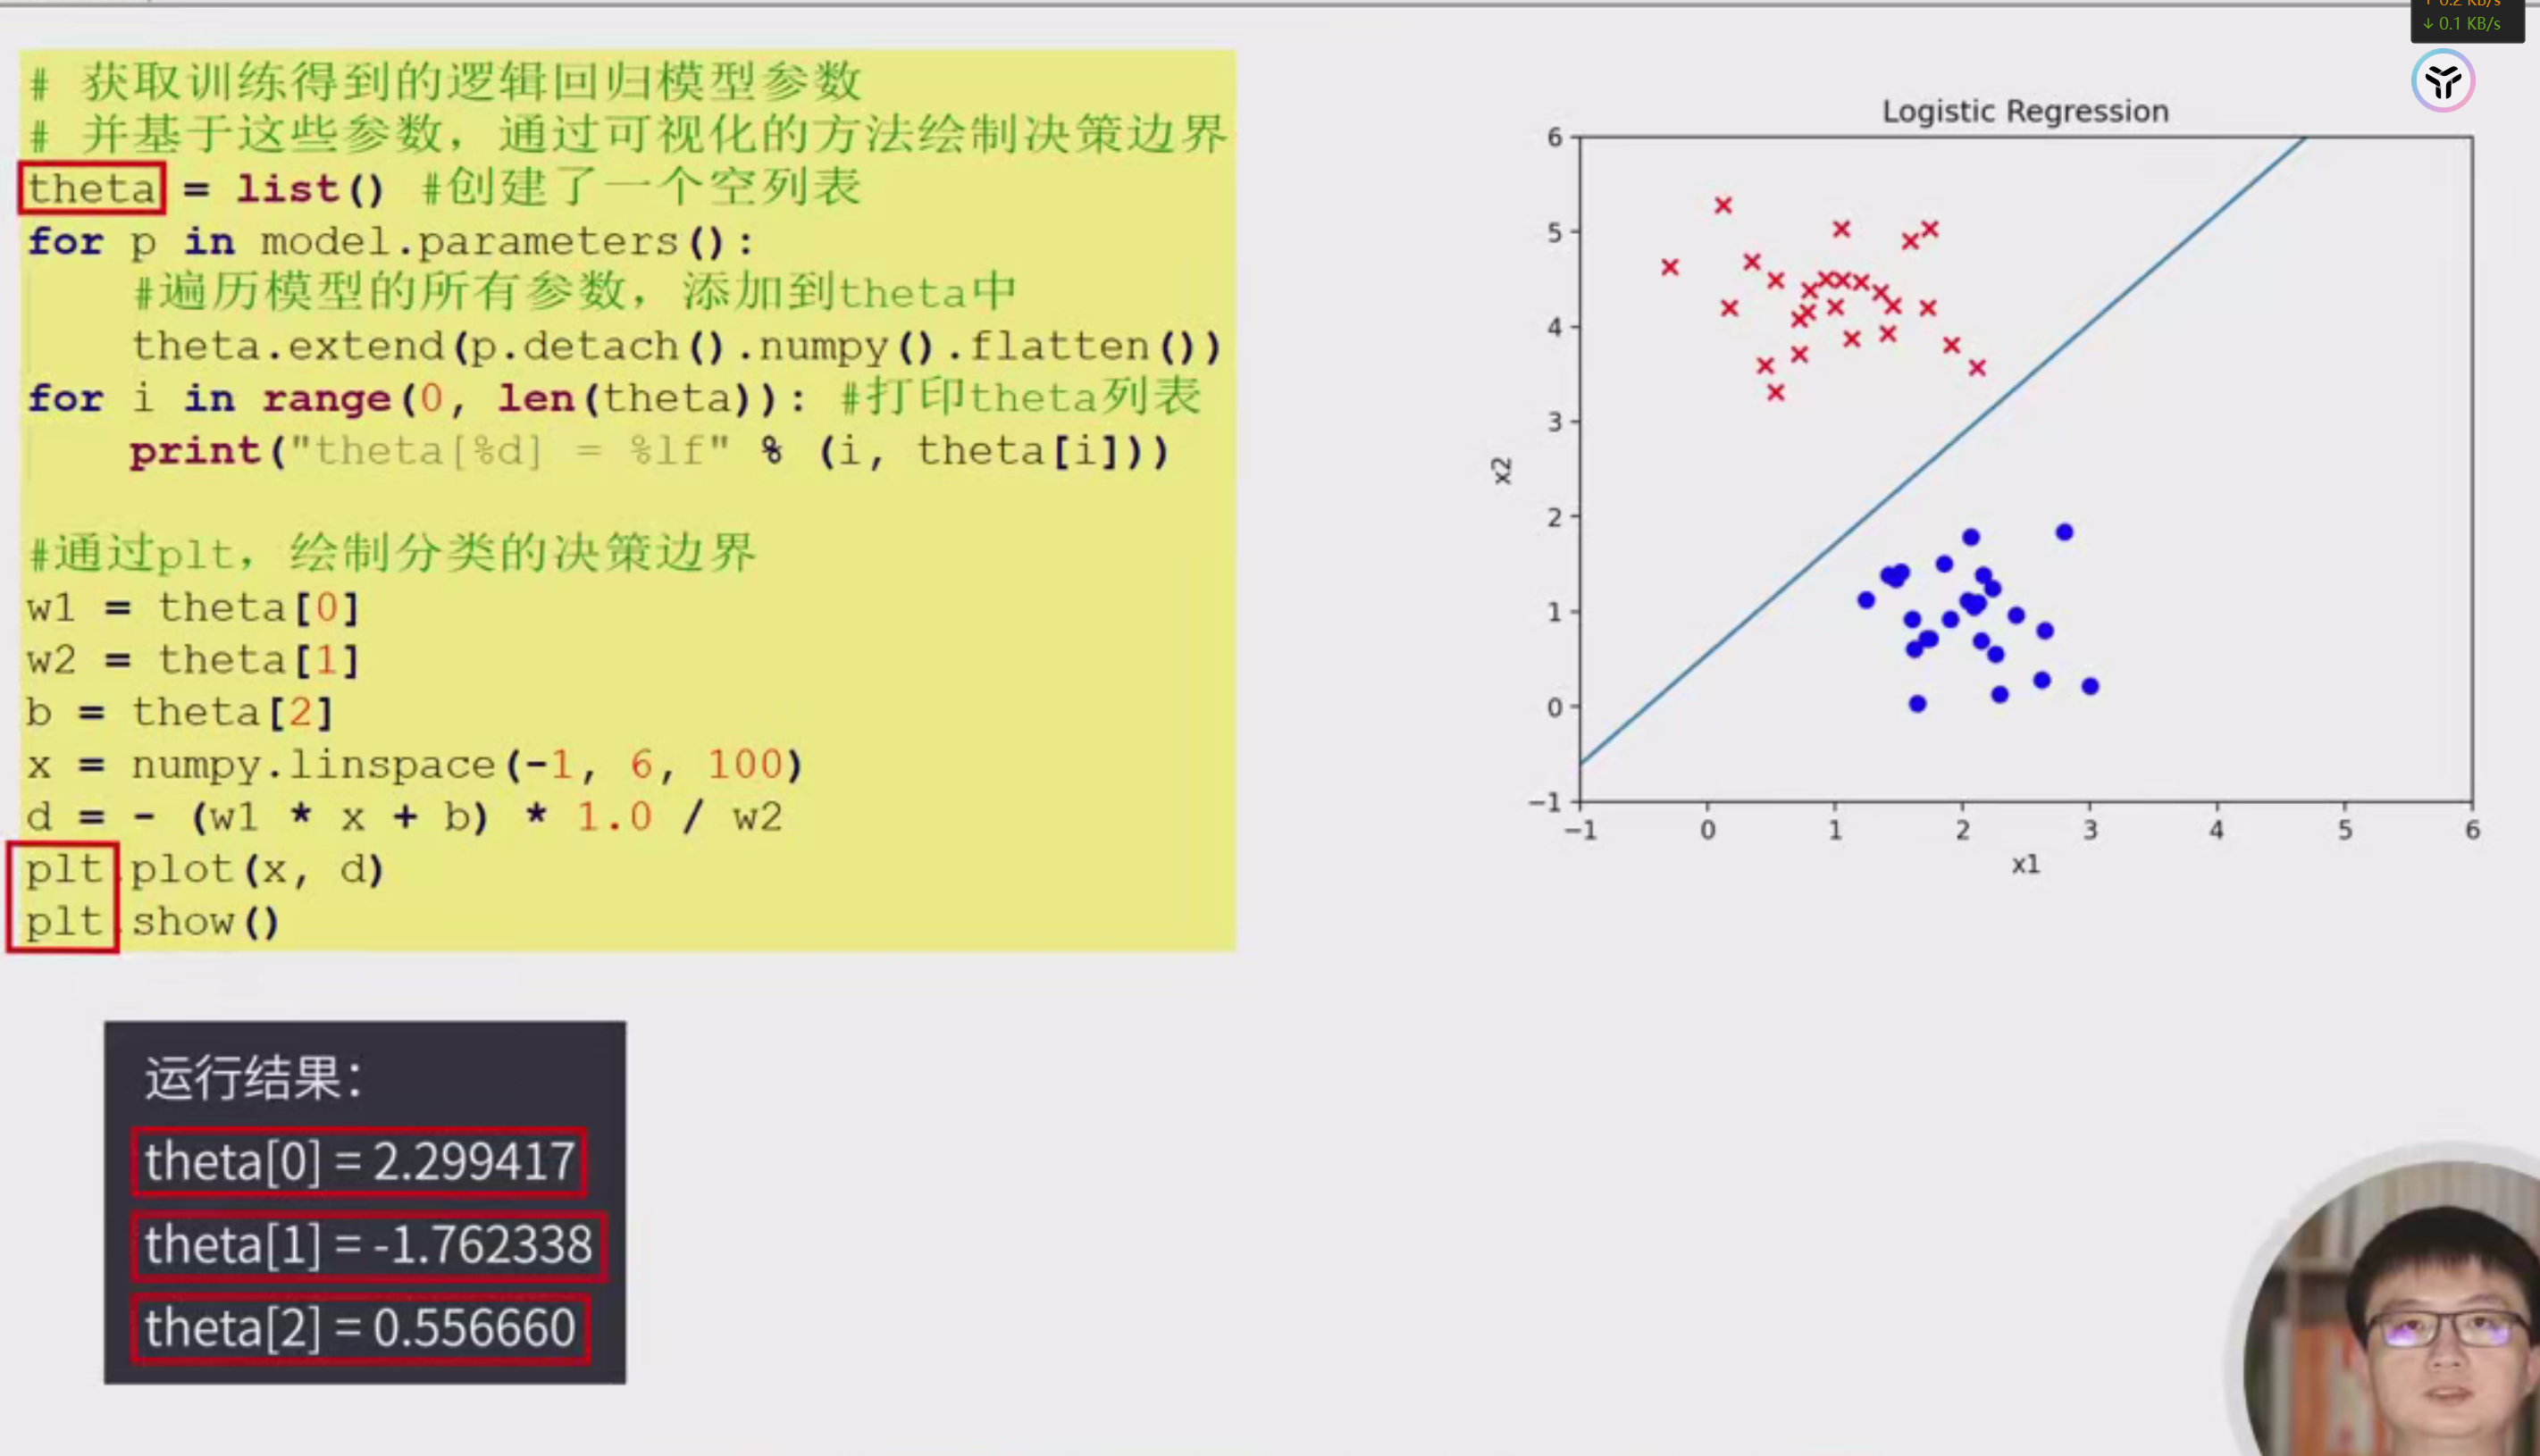 ↑ 0.2 KB/s
↓ 0.1 KB/s
# 获取训练得到的逻辑回归模型参数
# 并基于这些参数，通过可视化的方法绘制决策边界
theta = list() #创建了一个空列表
for p in model.parameters():
    #遍历模型的所有参数，添加到theta中
    theta.extend(p.detach().numpy().flatten())
for i in range(0, len(theta)): #打印theta列表
    print("theta[%d] = %lf" % (i, theta[i]))
#通过plt，绘制分类的决策边界
w1 = theta[0]
w2 = theta[1]
b = theta[2]
x = numpy.linspace(-1, 6, 100)
d = - (w1 * x + b) * 1.0 / w2
plt.plot(x, d)
plt.show()
Logistic Regression
6
5
4
3
2
1
0
−1
x2
−1 0 1 2 3 4 5 6
x1
运行结果：
theta[0] = 2.299417
theta[1] = -1.762338
theta[2] = 0.556660